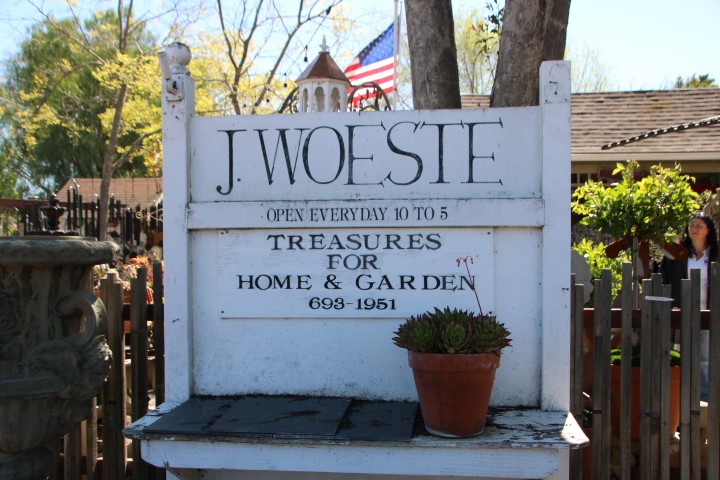 J. WOESTE
OPEN EVERYDAY 10 TO 5
TREASURES
FOR
HOME & GARDEN
693-1951